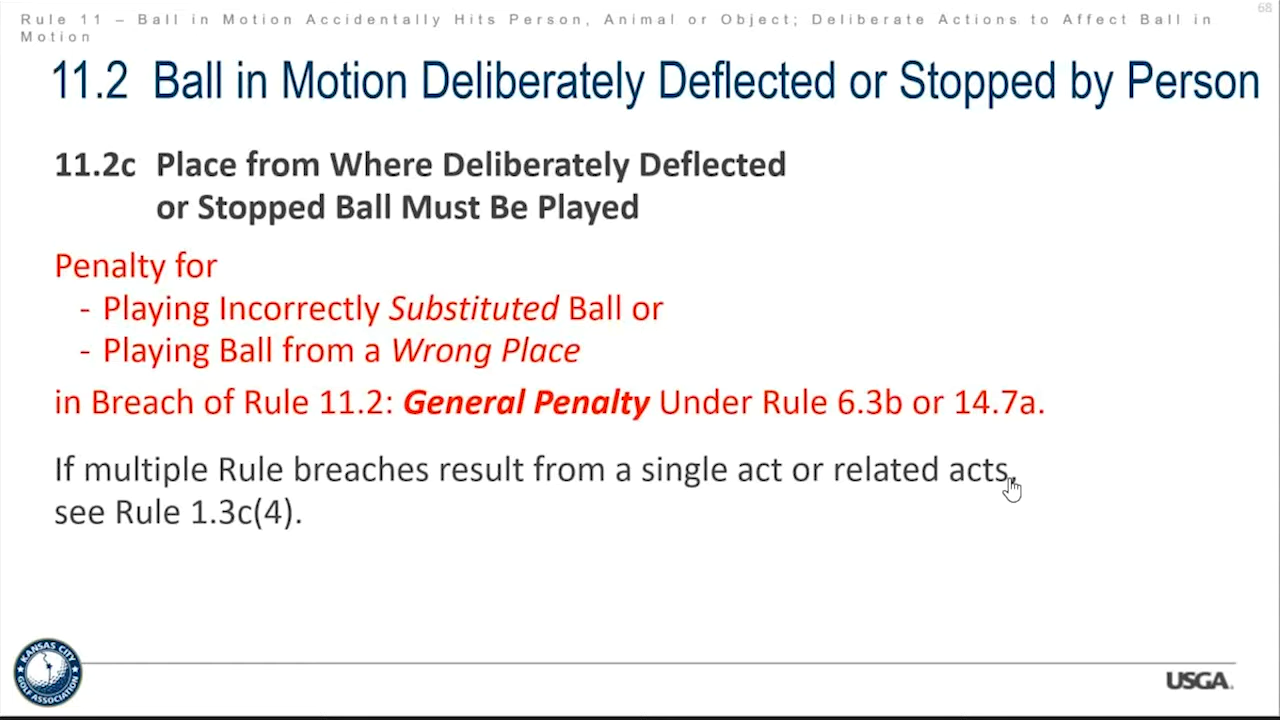 68
Rule 11 – Ball in Motion Accidentally Hits Person, Animal or Object; Deliberate Actions to Affect Ball in
Motion
11.2 Ball in Motion Deliberately Deflected or Stopped by Person
11.2c Place from Where Deliberately Deflected
or Stopped Ball Must Be Played
Penalty for
- Playing Incorrectly Substituted Ball or
- Playing Ball from a Wrong Place
in Breach of Rule 11.2: General Penalty Under Rule 6.3b or 14.7a.
If multiple Rule breaches result from a single act or related acts,
see Rule 1.3c(4).
KANSAS CITY
GOLF ASSOCIATION
USGA.